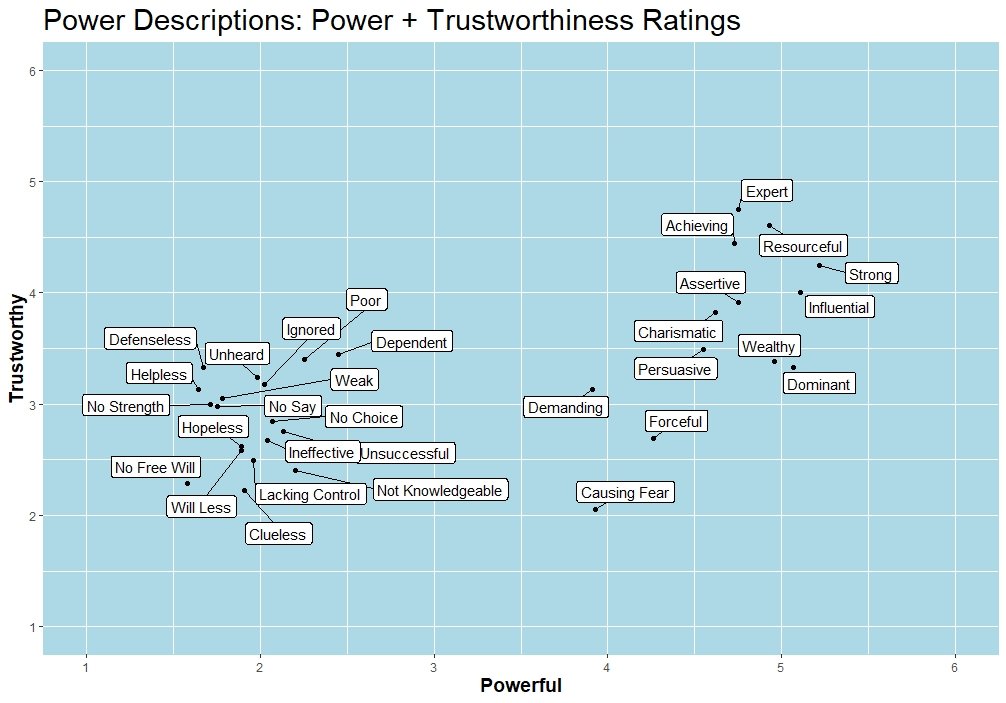 Power Descriptions: Power + Trustworthiness Ratings
Trustworthy
6
5
4
3
2
1
Expert
Achieving
Resourceful
Strong
Assertive
Influential
Poor
Ignored
Charismatic
Defenseless
Dependent
Unheard
Wealthy
Persuasive
Helpless
Weak
Dominant
No Strength
No Say
Demanding
No Choice
Forceful
Hopeless
Ineffective
Unsuccessful
No Free Will
Not Knowledgeable
Causing Fear
Lacking Control
Will Less
Clueless
1
2
3
4
5
6
Powerful